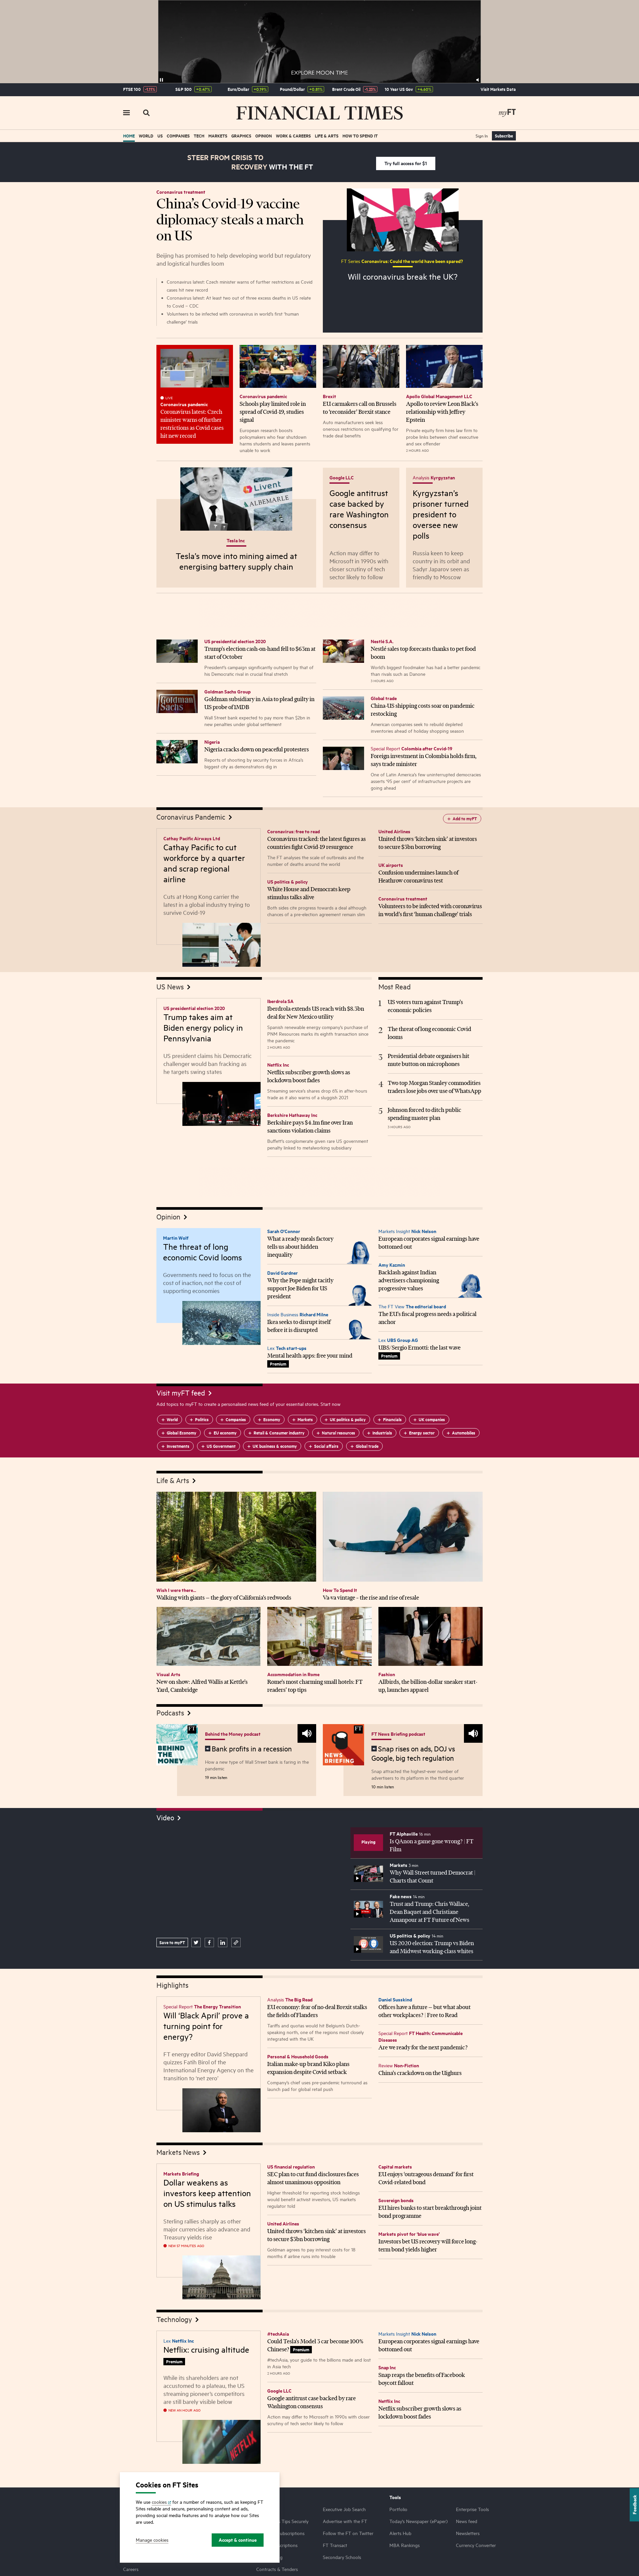 EXPLORE MOON TIME
FTSE 100
S&P 500 +0.47%
Euro/Dollar
Pound/Dollar
Brent Crude Oil
10 Year US Gov
Visit Markets Data
FINANCIAL TIMES
myFT
HOME WORLD US COMPANIES TECH MARKETS GRAPHICS OPINION WORK & CAREERS LIFE & ARTS HOW TO SPEND IT
Sign In Subscribe
STEER FROM CRISIS TO
RECOVERY WITH THE FT
Try full access for $1
Coronavirus treatment
China's Covid-19 vaccine
diplomacy steals a march
on US
Beijing has promised to help developing world but regulatory
and logistical hurdles loom
Coronavirus latest: Czech minister warns of further restrictions as Covid
cases hit new record
Coronavirus latest: At least two out of three excess deaths in US relate
to Covid – CDC
Volunteers to be infected with coronavirus in world's first 'human
challenge' trials
FT Series Coronavirus: Could the world have been spared?
Will coronavirus break the UK?
LIVE
Coronavirus pandemic
Coronavirus latest: Czech
minister warns of further
restrictions as Covid cases
hit new record
Coronavirus pandemic
Schools play limited role in
spread of Covid-19, studies
signal
European research boosts
policymakers who fear shutdown
harms students and leaves parents
unable to work
Brexit
EU carmakers call on Brussels
to 'reconsider' Brexit stance
Auto manufacturers seek less
onerous restrictions on qualifying for
trade deal benefits
Apollo Global Management LLC
Apollo to review Leon Black's
relationship with Jeffrey
Epstein
Private equity firm hires law firm to
probe links between chief executive
and sex offender
2 HOURS AGO
Livent
ALBEMARLE
Tesla Inc
Tesla's move into mining aimed at
energising battery supply chain
Google LLC
Google antitrust
case backed by
rare Washington
consensus
Action may differ to
Microsoft in 1990s with
closer scrutiny of tech
sector likely to follow
Analysis Kyrgyzstan
Kyrgyzstan's
prisoner turned
president to
oversee new
polls
Russia keen to keep
country in its orbit and
Sadyr Japarov seen as
friendly to Moscow
US presidential election 2020
Trump's election cash-on-hand fell to $63m at
start of October
President's campaign significantly outspent by that of
his Democratic rival in crucial final stretch
Goldman Sachs
Goldman Sachs Group
Goldman subsidiary in Asia to plead guilty in
US probe of 1MDB
Wall Street bank expected to pay more than $2bn in
new penalties under global settlement
Nigeria
Nigeria cracks down on peaceful protesters
Reports of shooting by security forces in Africa's
biggest city as demonstrators dig in
Nestlé S.A.
Nestlé sales top forecasts thanks to pet food
boom
World's biggest foodmaker has had a better pandemic
than rivals such as Danone
3 HOURS AGO
Global trade
China-US shipping costs soar on pandemic
restocking
American companies seek to rebuild depleted
inventories ahead of holiday shopping season
Special Report Colombia after Covid-19
Foreign investment in Colombia holds firm,
says trade minister
One of Latin America's few uninterrupted democracies
asserts '95 per cent' of infrastructure projects are
going ahead
Coronavirus Pandemic
Add to myFT
Cathay Pacific Airways Ltd
Cathay Pacific to cut
workforce by a quarter
and scrap regional
airline
Cuts at Hong Kong carrier the
latest in a global industry trying to
survive Covid-19
Coronavirus: free to read
Coronavirus tracked: the latest figures as
countries fight Covid-19 resurgence
The FT analyses the scale of outbreaks and the
number of deaths around the world
US politics & policy
White House and Democrats keep
stimulus talks alive
Both sides cite progress towards a deal although
chances of a pre-election agreement remain slim
United Airlines
United throws 'kitchen sink' at investors
to secure $3bn borrowing
UK airports
Confusion undermines launch of
Heathrow coronavirus test
Coronavirus treatment
Volunteers to be infected with coronavirus
in world's first 'human challenge' trials
US News
US presidential election 2020
Trump takes aim at
Biden energy policy in
Pennsylvania
US president claims his Democratic
challenger would ban fracking as
he targets swing states
Iberdrola SA
Iberdrola extends US reach with $8.3bn
deal for New Mexico utility
Spanish renewable energy company's purchase of
PNM Resources marks its eighth transaction since
the pandemic
2 HOURS AGO
Netflix Inc
Netflix subscriber growth slows as
lockdown boost fades
Streaming service's shares drop 6% in after-hours
trade as it also warns of a sluggish 2021
Berkshire Hathaway Inc
Berkshire pays $4.1m fine over Iran
sanctions violation claims
Buffett's conglomerate given rare US government
penalty linked to metalworking subsidiary
Most Read
1 US voters turn against Trump's
economic policies
2 The threat of long economic Covid
looms
3 Presidential debate organisers hit
mute button on microphones
4 Two top Morgan Stanley commodities
traders lose jobs over use of WhatsApp
5 Johnson forced to ditch public
spending master plan
3 HOURS AGO
Opinion
Martin Wolf
The threat of long
economic Covid looms
Governments need to focus on the
cost of inaction, not the cost of
supporting economies
Sarah O'Connor
What a ready-meals factory
tells us about hidden
inequality
David Gardner
Why the Pope might tacitly
support Joe Biden for US
president
Inside Business Richard Milne
Ikea seeks to disrupt itself
before it is disrupted
Lex Tech start-ups
Mental health apps: free your mind
Premium
Markets Insight Nick Nelson
European corporates signal earnings have
bottomed out
Amy Kazmin
Backlash against Indian
advertisers championing
progressive values
The FT View The editorial board
The EU's fiscal progress needs a political
anchor
Lex UBS Group AG
UBS/Sergio Ermotti: the last wave
Premium
Visit myFT feed
Add topics to myFT to create a personalised news feed of your essential stories. Start now
World Politics Companies Economy Markets UK politics & policy Financials UK companies
Global Economy EU economy Retail & Consumer industry Natural resources Industrials Energy sector Automobiles
Investments US Government UK business & economy Social affairs Global trade
Life & Arts
Wish I were there...
Walking with giants – the glory of California's redwoods
How To Spend It
Va va vintage – the rise and rise of resale
Visual Arts
New on show: Alfred Wallis at Kettle's
Yard, Cambridge
Accommodation in Rome
Rome's most charming small hotels: FT
readers' top tips
Fashion
Allbirds, the billion-dollar sneaker start-
up, launches apparel
Podcasts
FT
BEHIND
THE
MONEY
Behind the Money podcast
Bank profits in a recession
How a new type of Wall Street bank is faring in the
pandemic
19 min listen
FT
NEWS
BRIEFING
FT News Briefing podcast
Snap rises on ads, DOJ vs
Google, big tech regulation
Snap attracted the highest-ever number of
advertisers to its platform in the third quarter
10 min listen
Video
Save to myFT
Playing
FT Alphaville 16 min
Is QAnon a game gone wrong? | FT
Film
Markets 3 min
Why Wall Street turned Democrat |
Charts that Count
Fake news 14 min
Trust and Trump: Chris Wallace,
Dean Baquet and Christiane
Amanpour at FT Future of News
US politics & policy 14 min
US 2020 election: Trump vs Biden
and Midwest working-class whites
Highlights
Special Report The Energy Transition
Will 'Black April' prove a
turning point for
energy?
FT energy editor David Sheppard
quizzes Fatih Birol of the
International Energy Agency on the
transition to 'net zero'
Analysis The Big Read
EU economy: fear of no-deal Brexit stalks
the fields of Flanders
Tariffs and quotas would hit Belgium's Dutch-
speaking north, one of the regions most closely
integrated with the UK
Personal & Household Goods
Italian make-up brand Kiko plans
expansion despite Covid setback
Company's chief uses pre-pandemic turnround as
launch pad for global retail push
Daniel Susskind
Offices have a future – but what about
other workplaces? | Free to Read
Special Report FT Health: Communicable
Diseases
Are we ready for the next pandemic?
Review Non-Fiction
China's crackdown on the Uighurs
Markets News
Markets Briefing
Dollar weakens as
investors keep attention
on US stimulus talks
Sterling rallies sharply as other
major currencies also advance and
Treasury yields rise
US financial regulation
SEC plan to cut fund disclosures faces
almost unanimous opposition
Higher threshold for reporting stock holdings
would benefit activist investors, US markets
regulator told
United Airlines
United throws 'kitchen sink' at investors
to secure $3bn borrowing
Goldman agrees to pay interest costs for 18
months if airline runs into trouble
Capital markets
EU enjoys 'outrageous demand' for first
Covid-related bond
Sovereign bonds
EU hires banks to start breakthrough joint
bond programme
Markets pivot for 'blue wave'
Investors bet US recovery will force long-
term bond yields higher
Technology
Lex Netflix Inc
Netflix: cruising altitude
Premium
While its shareholders are not
accustomed to a plateau, the US
streaming pioneer's competitors
are still barely visible below
NEW AN HOUR AGO
NETFLIX
#techAsia
Could Tesla's Model 3 car become 100%
Chinese? Premium
#techAsia, your guide to the billions made and lost
in Asia tech
2 HOURS AGO
Google LLC
Google antitrust case backed by rare
Washington consensus
Action may differ to Microsoft in 1990s with closer
scrutiny of tech sector likely to follow
Markets Insight Nick Nelson
European corporates signal earnings have
bottomed out
Snap Inc
Snap reaps the benefits of Facebook
boycott fallout
Netflix Inc
Netflix subscriber growth slows as
lockdown boost fades
Feedback
Cookies on FT Sites
We use cookies for a number of reasons, such as keeping FT
Sites reliable and secure, personalising content and ads,
providing social media features and to analyse how our Sites
are used.
Manage cookies
Accept & continue
Tools
Tips Securely
Executive Job Search
Advertise with the FT
Follow the FT on Twitter
FT Transact
Secondary Schools
Portfolio
Today's Newspaper (ePaper)
Alerts Hub
MBA Rankings
Enterprise Tools
News feed
Newsletters
Currency Converter
Careers
Contracts & Tenders